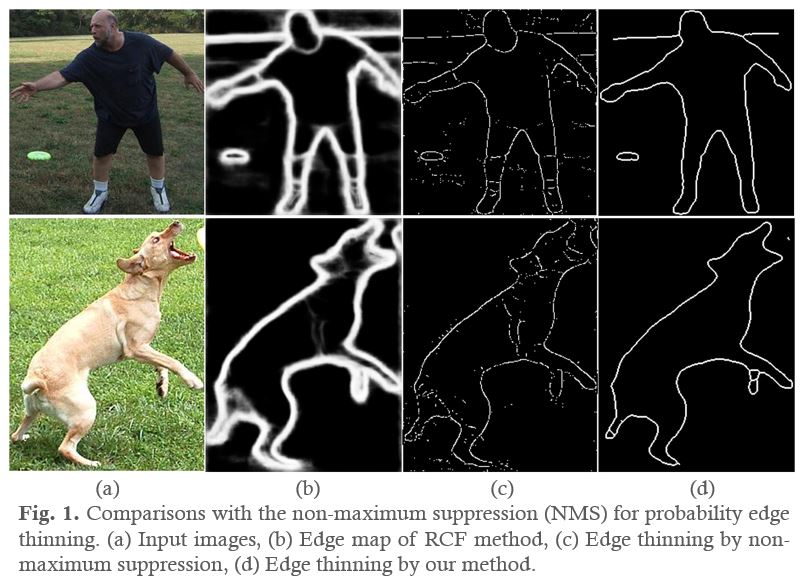 (a) (b) (c) (d)
Fig. 1. Comparisons with the non-maximum suppression (NMS) for probability edge
thinning. (a) Input images, (b) Edge map of RCF method, (c) Edge thinning by non-
maximum suppression, (d) Edge thinning by our method.